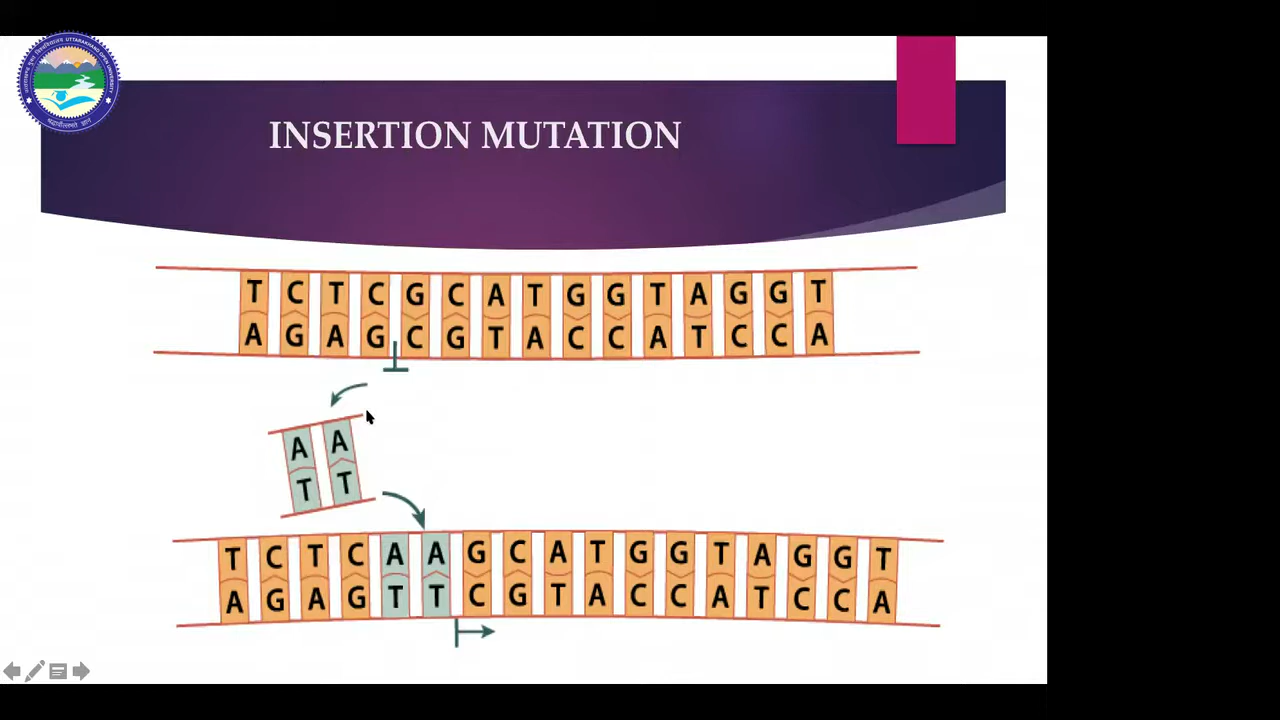 INSERTION MUTATION
T C T C G C A T G G T A G G T
A G A G C G T A C C A T C C A
A A
T T
T C T C A A G C A T G G T A G G T
A G A G T T C G T A C C A T C C A